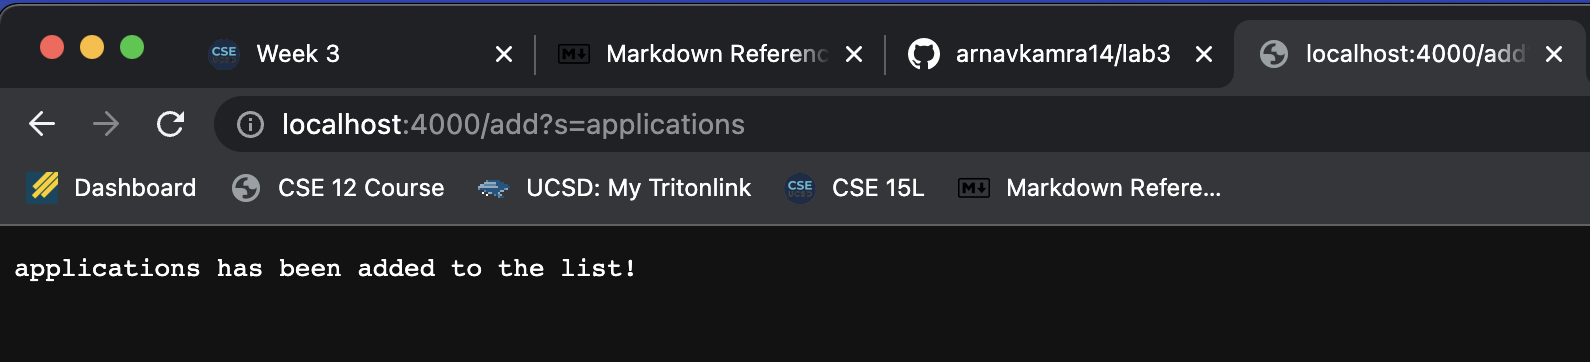 CSE Week 3
Markdown Referenc
arnavkamra14/lab3
localhost:4000/add
localhost:4000/add?s=applications
Dashboard
CSE 12 Course
UCSD: My Tritonlink
CSE CSE 15L
Markdown Refere...
applications has been added to the list!